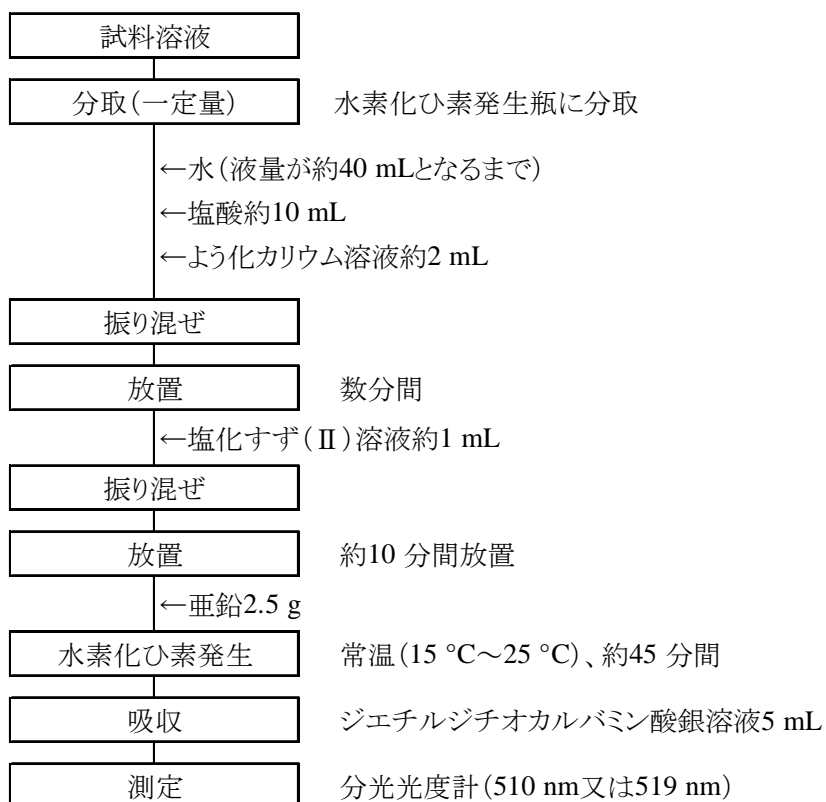 試料溶液
分取（一定量） 水素化ひ素発生瓶に分取
←水（液量が約40 mLとなるまで）
←塩酸約10 mL
←よう化カリウム溶液約2 mL
振り混ぜ
放置 数分間
←塩化すず（Ⅱ）溶液約1 mL
振り混ぜ
放置 約10 分間放置
←亜鉛2.5 g
水素化ひ素発生 常温（15 °C～25 °C）、約45 分間
吸収 ジエチルジチオカルバミン酸銀溶液5 mL
測定 分光光度計（510 nm又は519 nm）